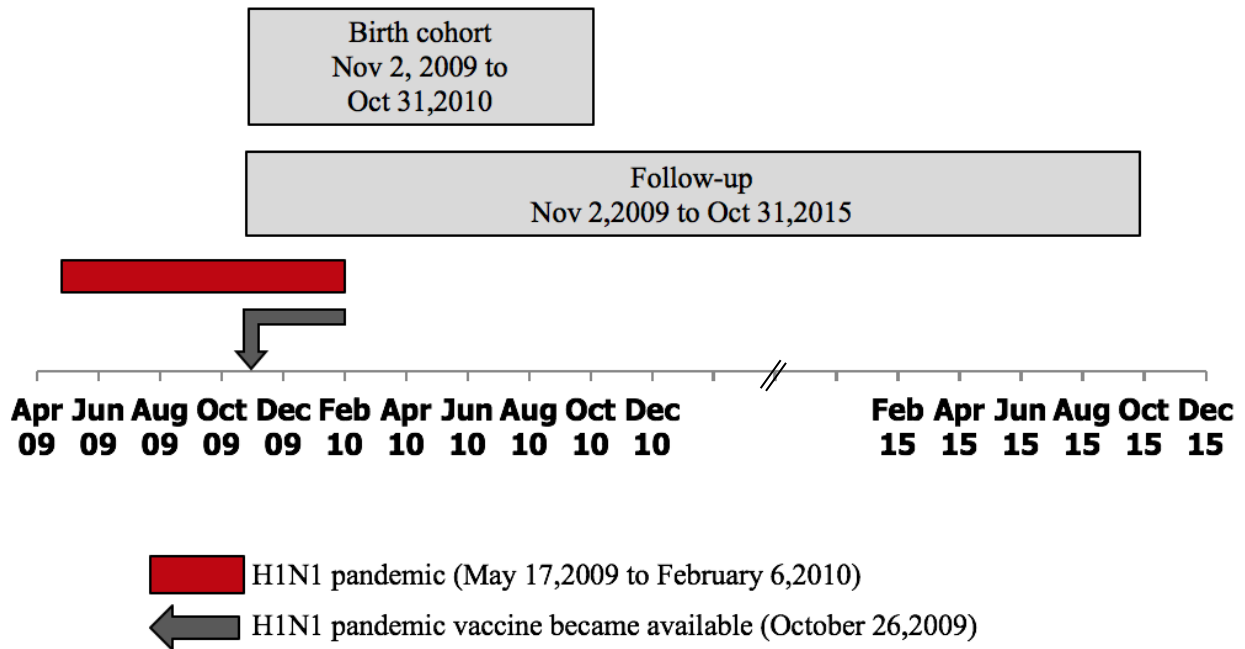 Birth cohort
Nov 2, 2009 to
Oct 31,2010
Follow-up
Nov 2,2009 to Oct 31,2015
Apr Jun Aug Oct Dec Feb Apr Jun Aug Oct Dec Feb Apr Jun Aug Oct Dec
09 09 09 09 09 10 10 10 10 10 10 15 15 15 15 15 15
H1N1 pandemic (May 17,2009 to February 6,2010)
H1N1 pandemic vaccine became available (October 26,2009)